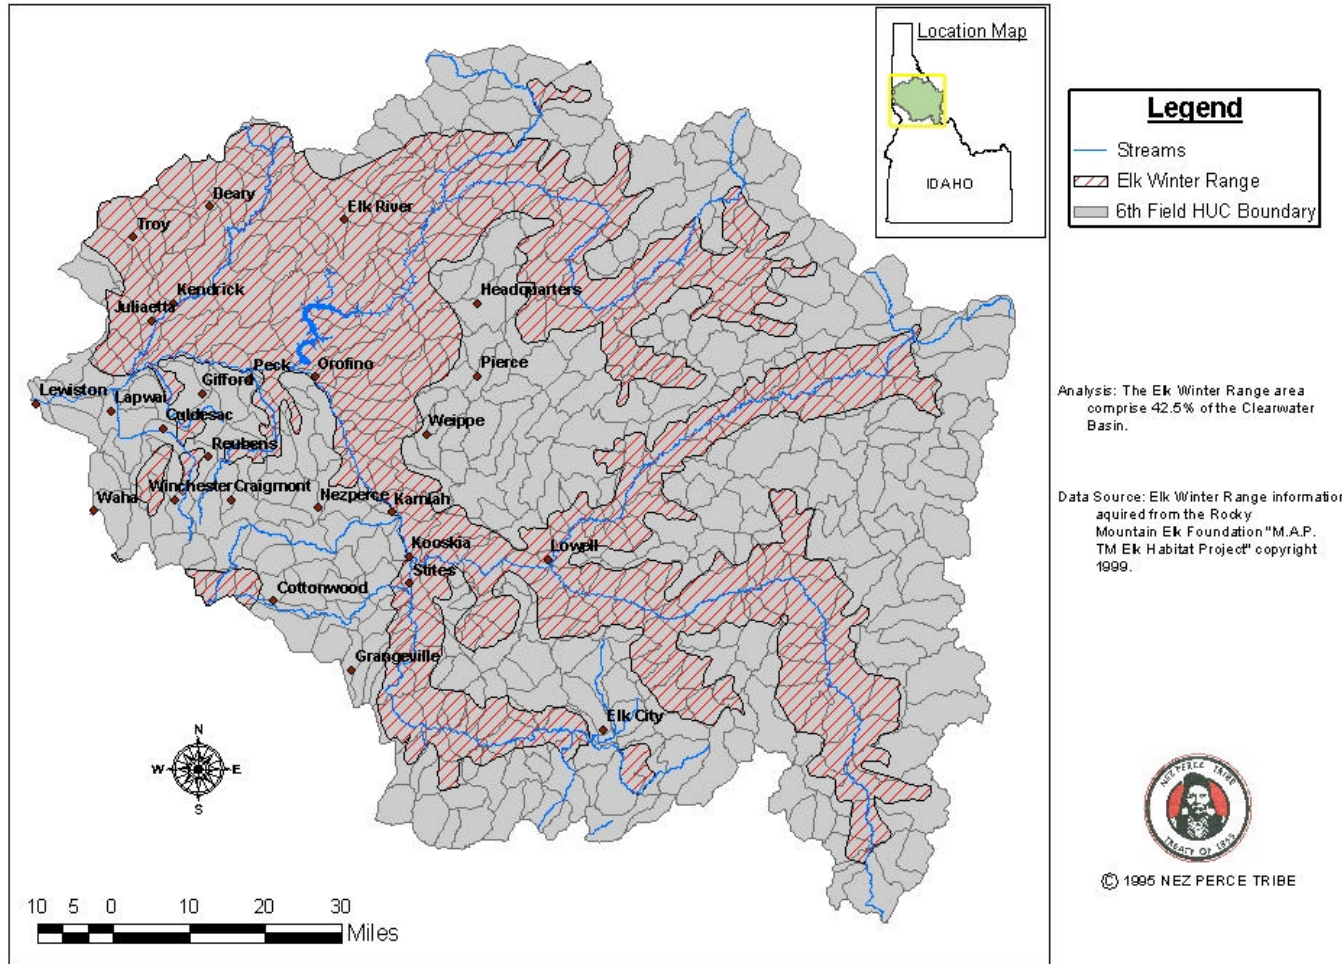 Location Map
IDAHO
Legend
Streams
Elk Winter Range
6th Field HUC Boundary
Deary
Elk River
Troy
Kendrick
Headquarters
Juliaetta
Peck
Orofino
Pierce
Gifford
Lewiston
Lapwai
Culdesac
Weippe
Reubens
Winchester
Craigmont
Waha
Nezperce
Kamiah
Kooskia
Lowell
Stites
Cottonwood
Grangeville
Elk City
N
W
E
S
10 5 0 10 20 30
Miles
Analysis: The Elk Winter Range area
comprise 42.5% of the Clearwater
Basin.
Data Source: Elk Winter Range information
aquired from the Rocky
Mountain Elk Foundation "M.A.P.
TM Elk Habitat Project" copyright
1999.
NEZ PERCE TRIBE
TREATY OF 1855
© 1995 NEZ PERCE TRIBE